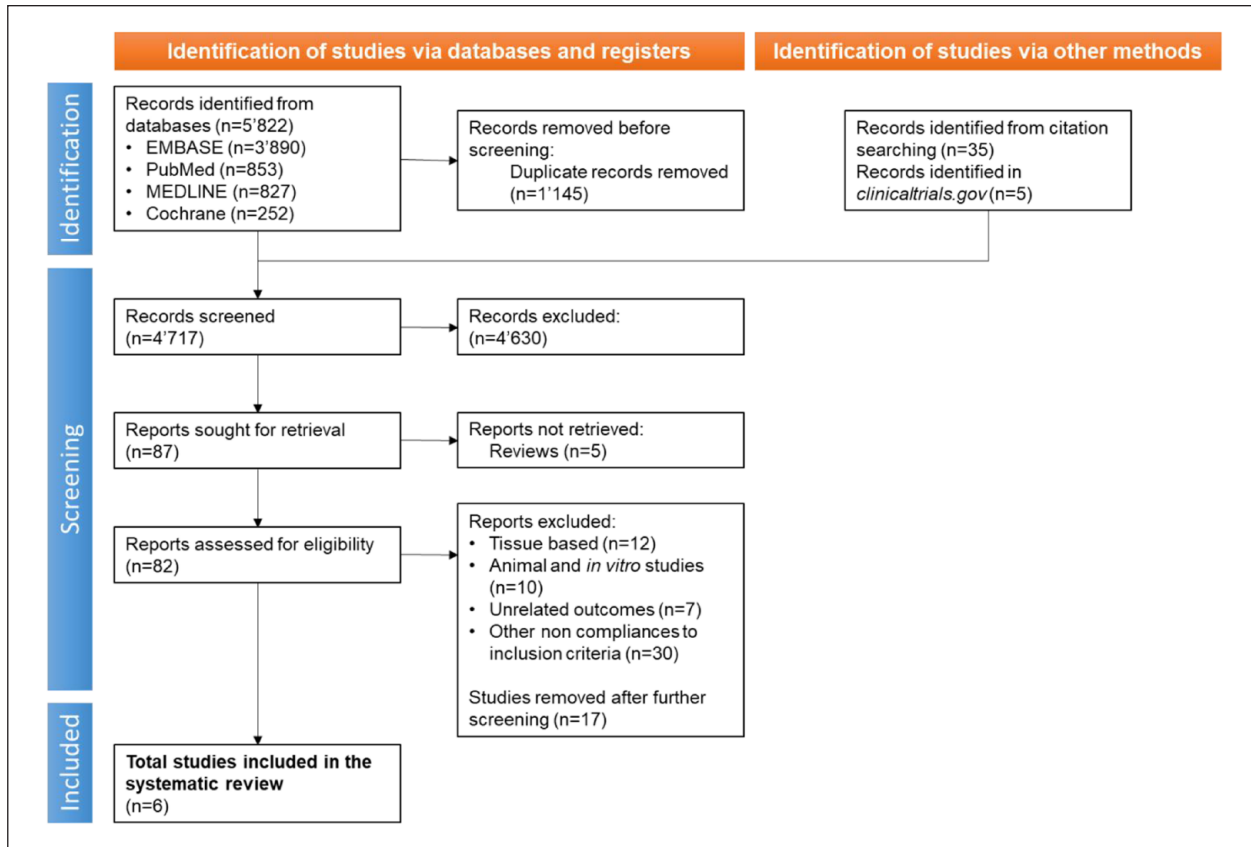 Identification of studies via databases and registers
Identification of studies via other methods
Identification
Records identified from
databases (n=5’822)
• EMBASE (n=3’890)
• PubMed (n=853)
• MEDLINE (n=827)
• Cochrane (n=252)
Records removed before
screening:
Duplicate records removed
(n=1’145)
Records identified from citation
searching (n=35)
Records identified in
clinicaltrials.gov (n=5)
Screening
Records screened
(n=4’717)
Records excluded:
(n=4’630)
Reports sought for retrieval
(n=87)
Reports not retrieved:
Reviews (n=5)
Reports assessed for eligibility
(n=82)
Reports excluded:
• Tissue based (n=12)
• Animal and in vitro studies
(n=10)
• Unrelated outcomes (n=7)
• Other non compliances to
inclusion criteria (n=30)
Studies removed after further
screening (n=17)
Included
Total studies included in the
systematic review
(n=6)